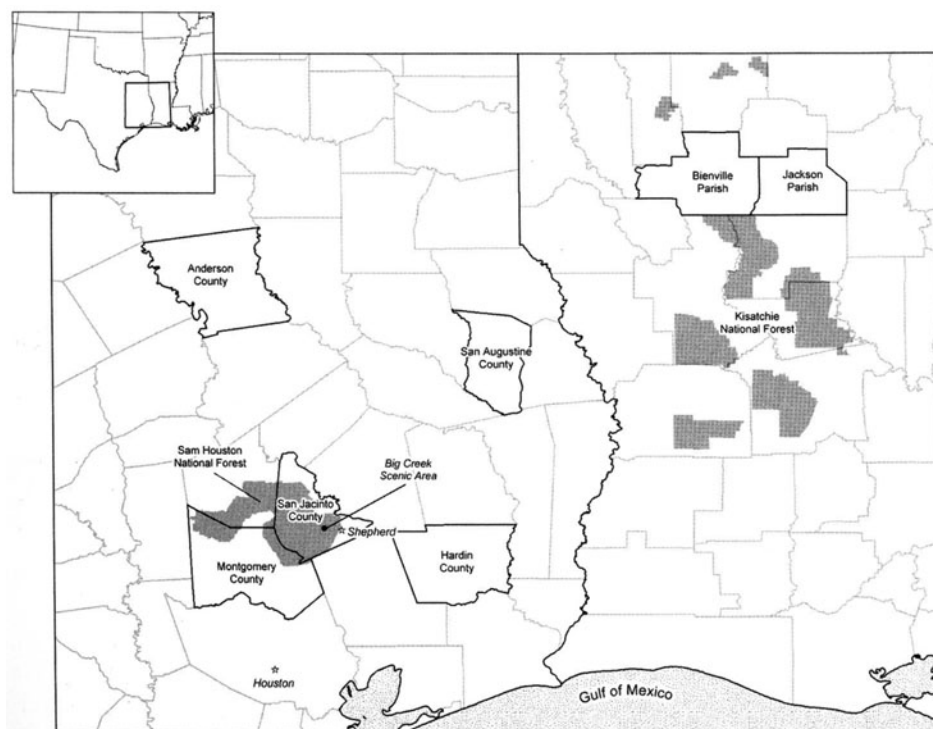 Bienville
Parish
Jackson
Parish
Anderson
County
Kisatchie
National Forest
San Augustine
County
Sam Houston
National Forest
Big Creek
Scenic Area
San Jacinto
County
Shepherd
Montgomery
County
Hardin
County
Houston
Gulf of Mexico